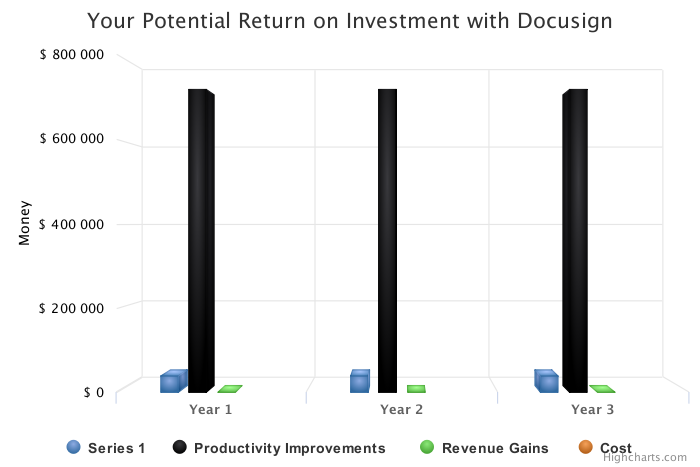 Your Potential Return on Investment with Docusign
$ 800 000
$ 600 000
$ 400 000
$ 200 000
$ 0
Money
Year 1
Year 2
Year 3
Series 1
Productivity Improvements
Revenue Gains
Cost
Highcharts.com